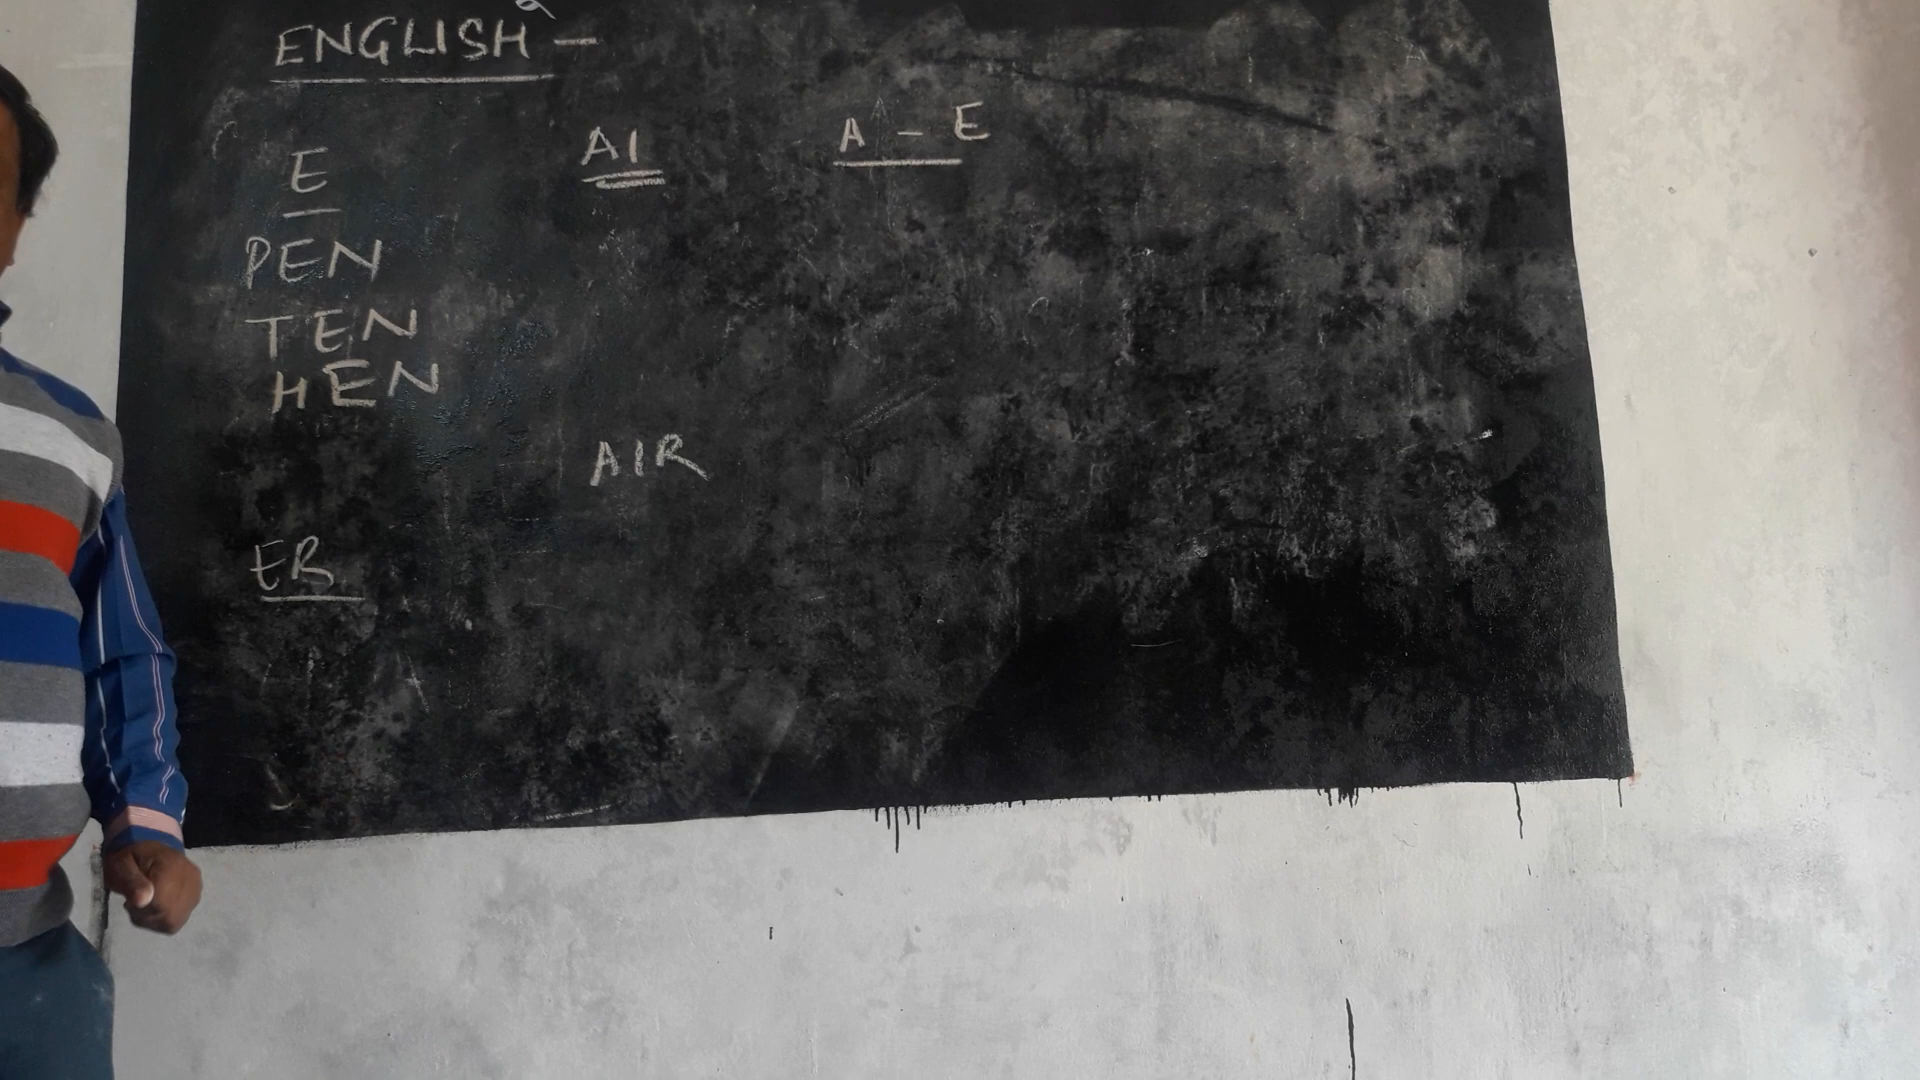 ENGLISH -
E AI A - E
PEN
TEN
HEN
AIR
ER